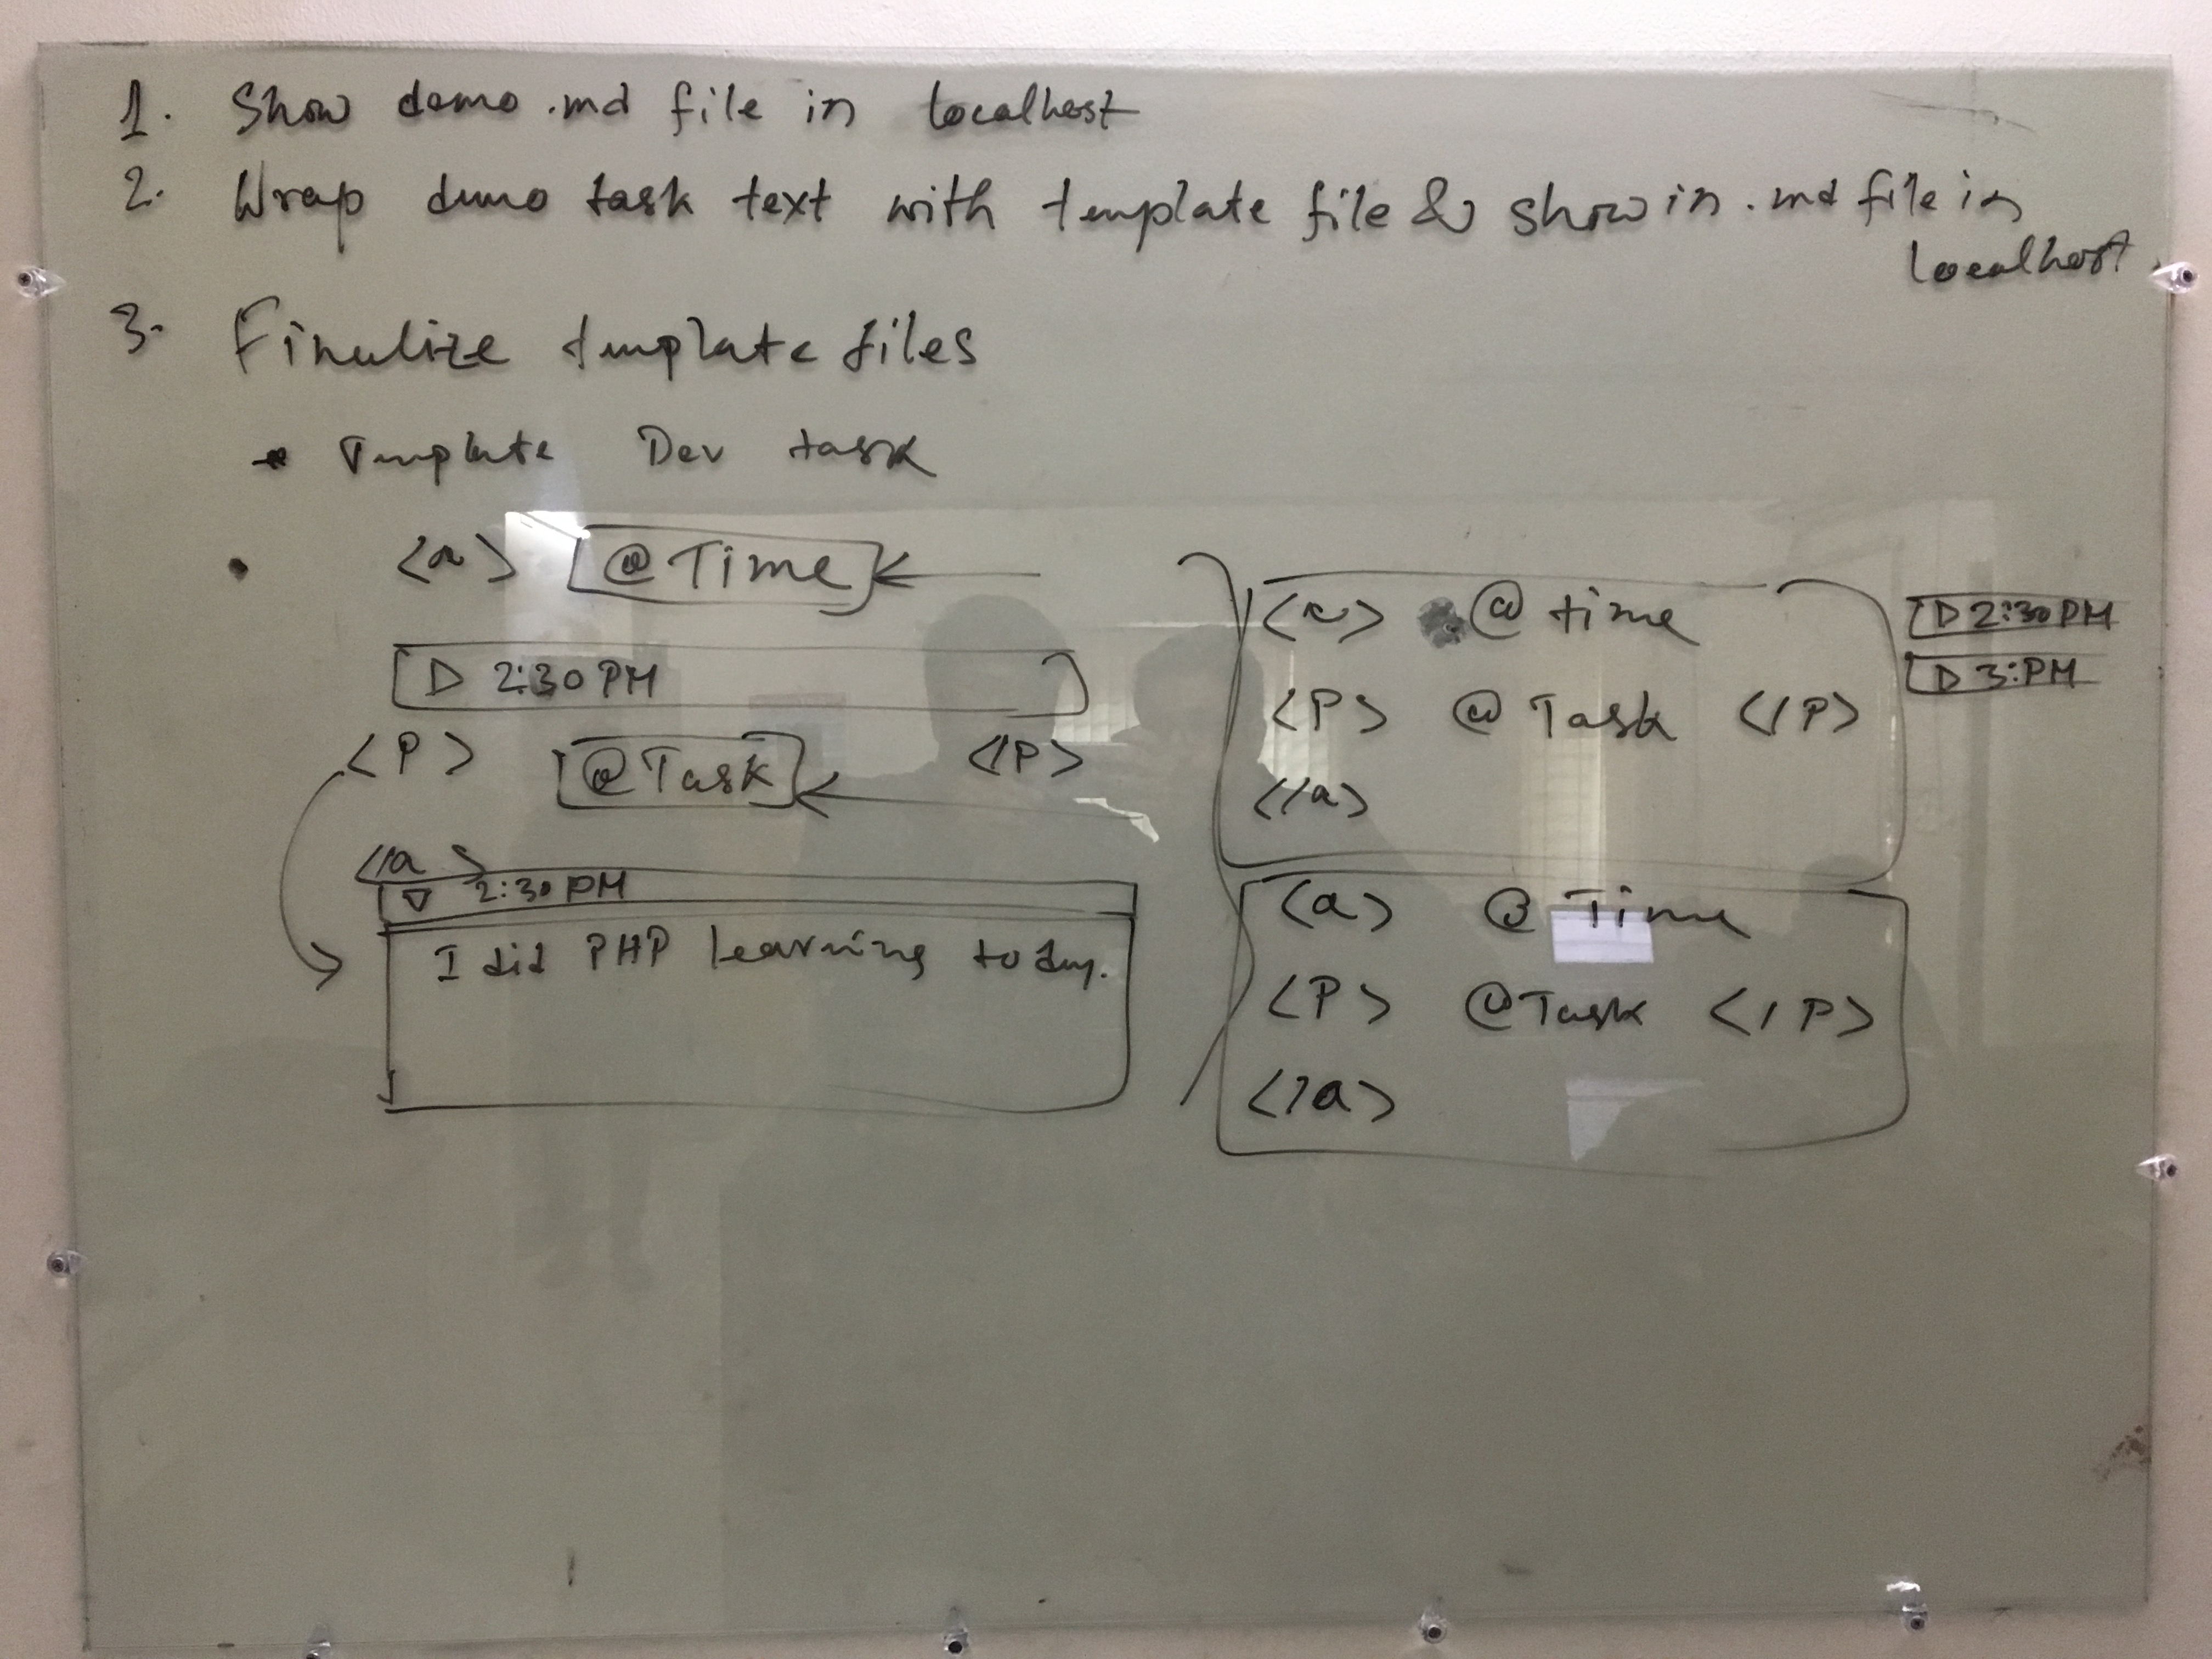 1. Show demo .md file in localhost
2. Wrap demo task text with template file & show in .md file in
localhost
3. Finalize template files
Template Dev task
<a> @Time
▷ 2:30 PM
<P> @Task </P>
</a>
▽ 2:30 PM
I did PHP learning today.
<a> @ time
<P> @ Task </P>
</a>
<a> @ Time
<P> @Task </P>
</a>
▷ 2:30 PM
▷ 3:PM